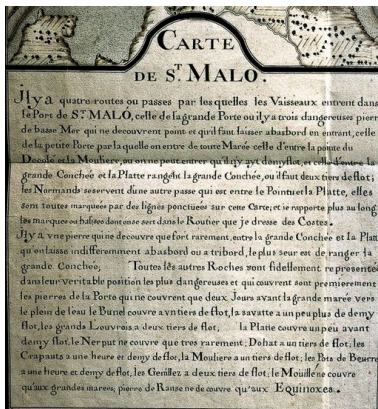 CARTE
DE S.T MALO.
Il y a quatre routes ou passes par les quelles les Vaisseaux entrent dans
le Port de S.T MALO, celle de la grande Porte ou il y a trois dangereuses pierr
de basse Mer qui ne decouvrent point et qu'il faut laisser a basbord en entrant, celle
de la petite Porte par la quelle on entre de toute Marée celle d'entre la pointe du
Decolé et la Mouliere, ou on ne peut entrer qu'il n'y ayt demy flot, et celle d'entre la
grande Conchée et la Platte rangent la grande Conchée, ou il faut deux tiers de flot;
les Normands se servent d'une autre passe qui est entre le Pointu et la Platte, elles
sont toutes marquées par des lignes ponctuées sur cette Carte; et ie rapporte plus au long
les marques ou balises dont on se sert dans le Routier que je dresse des Costes.
Il y a vne pierre qui ne decouvre que fort rarement, entre la grande Conchée et la Platt
qu'on laisse indifferemment abasbord ou a tribord, le plus seur est de ranger la
grande Conchée; Toutes les autres Roches sont fidellement representée
dans leur veritable position les plus dangereuses et qui couvrent sont premierement
les pierres de la Porte qui ne couvrent que deux Jours avant la grande marée vers
le plein de l'eau le Bunel couvre a vn tiers de flot, la savatte a un peu plus de demy
flot, les grands Louvrois a deux tiers de flot, la Platte couvre un peu avant
demy flot, le Ner put ne couvre que tres rarement; Dohat a un tiers de flot; les
Crapauts a une heure et demy de flot, la Mouliere a un tiers de flot; les Pots de Beurre
a une heure et demy de flot, les Genillez a deux tiers de flot; le Mouille ne couvre
qu'aux grandes marées; pierre de Ranse ne de couvre qu'aux Equinoxes.